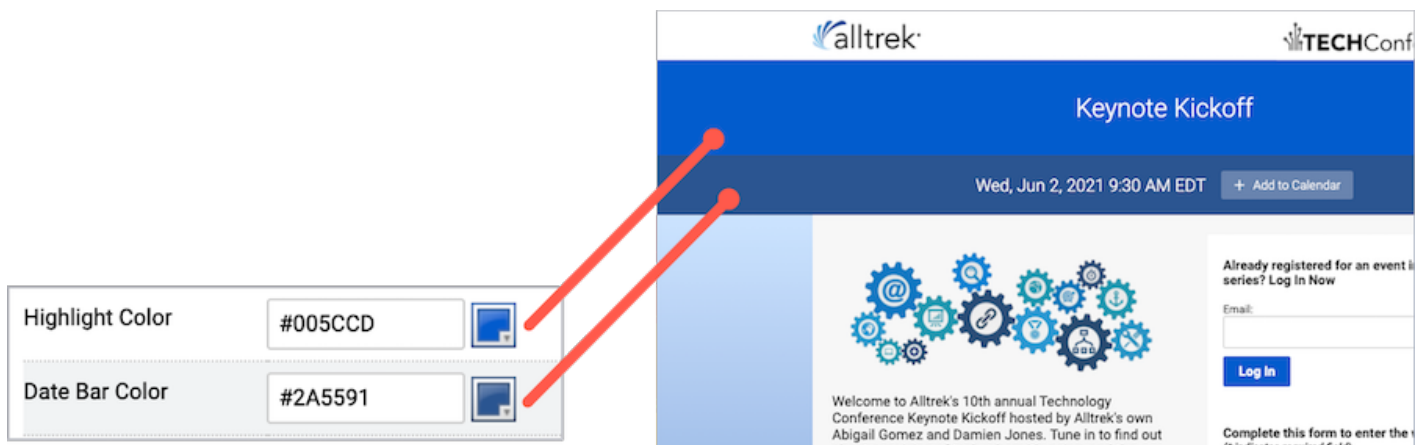 alltrek
TECHConf
Keynote Kickoff
Wed, Jun 2, 2021 9:30 AM EDT
+ Add to Calendar
Highlight Color
#005CCD
Date Bar Color
#2A5591
@
Welcome to Alltrek's 10th annual Technology
Conference Keynote Kickoff hosted by Alltrek's own
Abigail Gomez and Damien Jones. Tune in to find out
Already registered for an event i
series? Log In Now
Email:
Log In
Complete this form to enter the